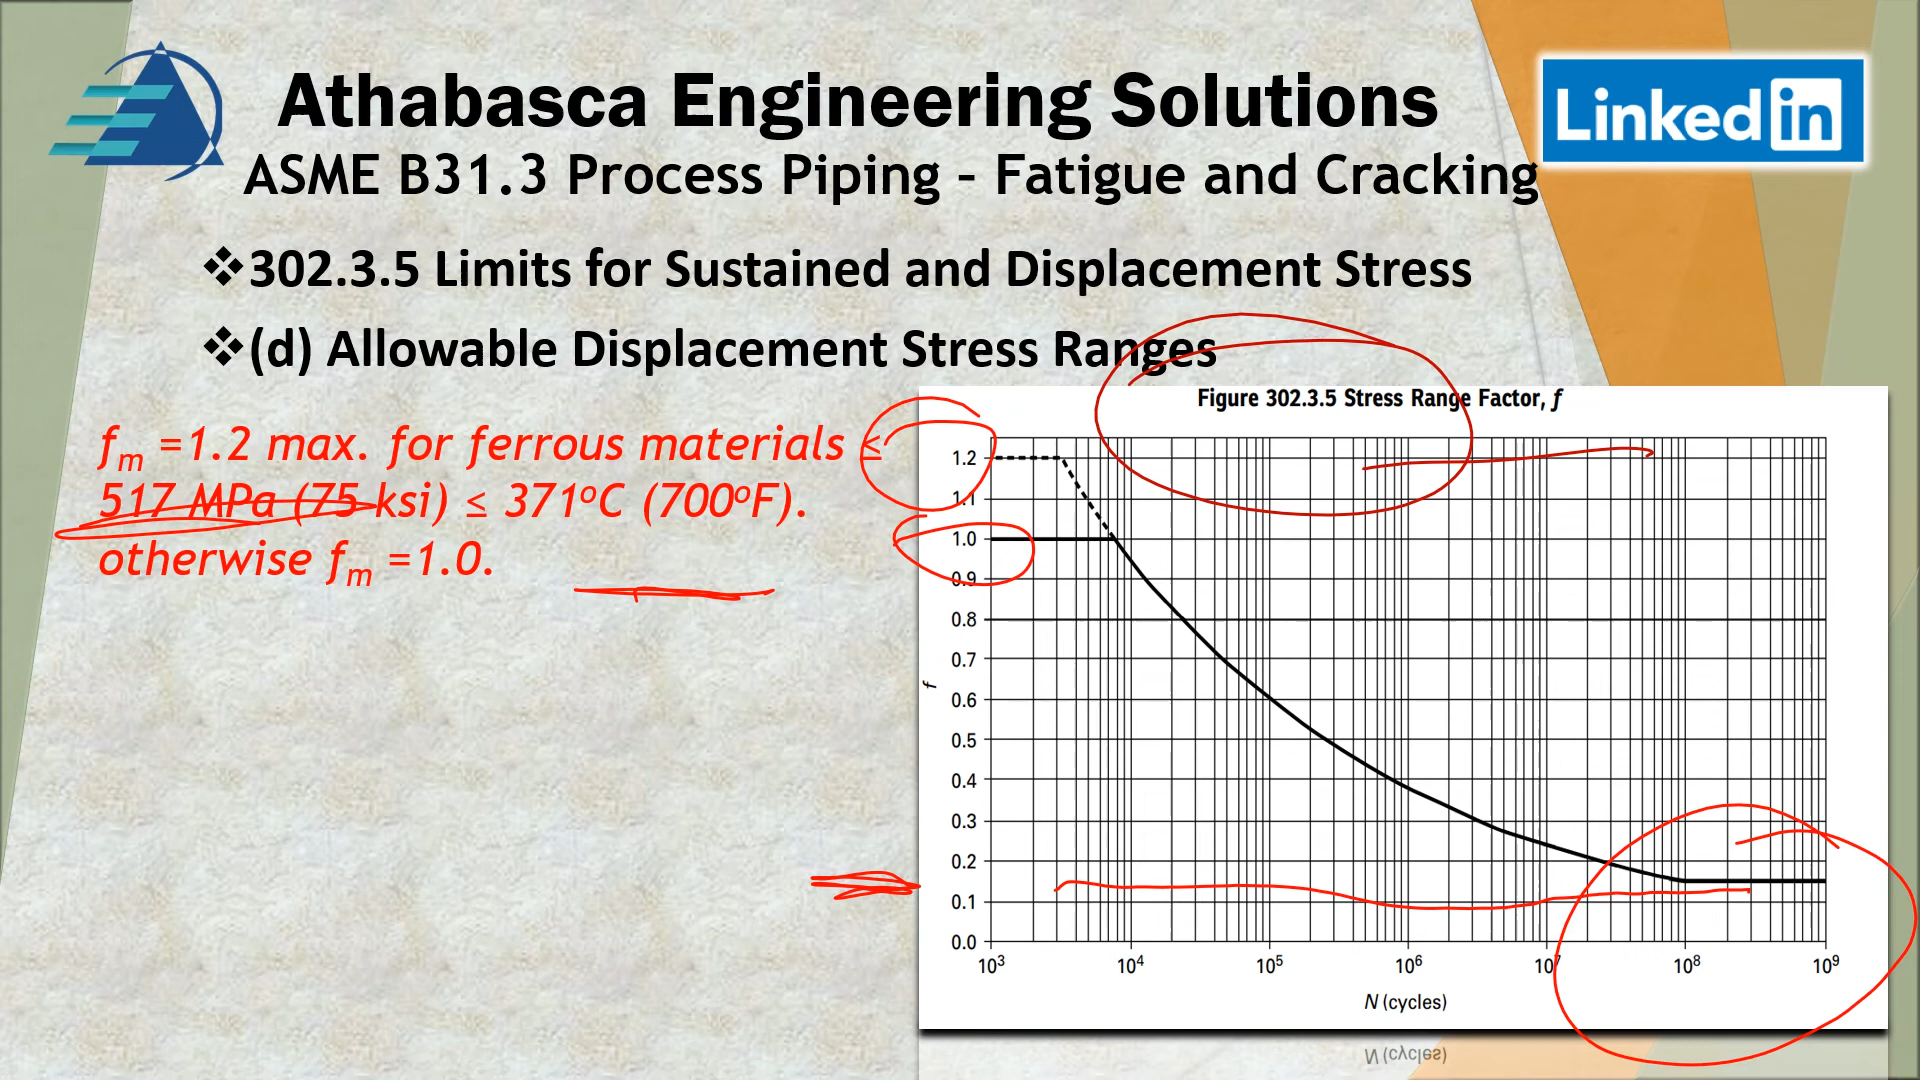 Athabasca Engineering Solutions
LinkedIn
ASME B31.3 Process Piping – Fatigue and Cracking
❖302.3.5 Limits for Sustained and Displacement Stress
❖(d) Allowable Displacement Stress Ranges
fₘ =1.2 max. for ferrous materials ≤
517 MPa (75 ksi) ≤ 371ºC (700ºF).
otherwise fₘ =1.0.
Figure 302.3.5 Stress Range Factor, f
1.2
1.1
1.0
0.9
0.8
0.7
0.6
0.5
0.4
0.3
0.2
0.1
0.0
f
10³ 10⁴ 10⁵ 10⁶ 10⁷ 10⁸ 10⁹
N (cycles)
N (cycles)